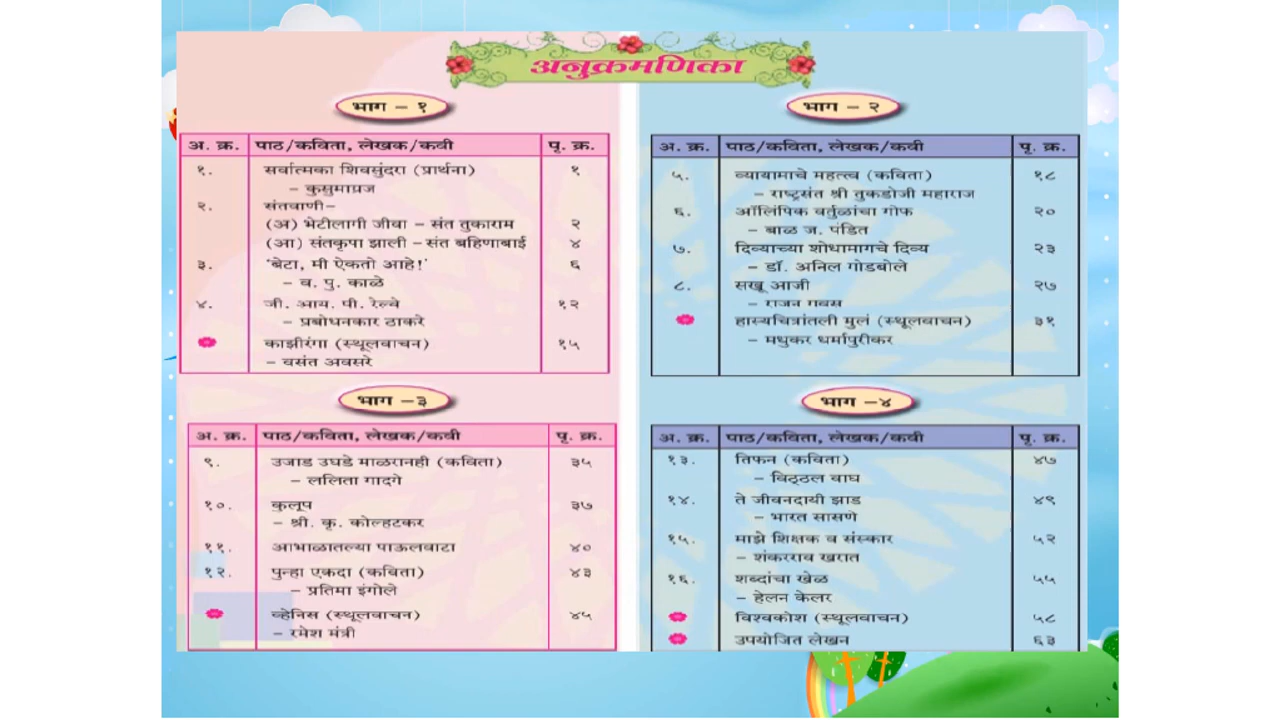 अनुक्रमणिका
भाग – १
अ. क्र. पाठ/कविता, लेखक/कवी पृ. क्र.
१. सर्वात्मका शिवसुंदरा (प्रार्थना) १
– कुसुमाग्रज
२. संतवाणी–
(अ) भेटीलागी जीवा – संत तुकाराम २
(आ) संतकृपा झाली – संत बहिणाबाई ४
३. 'बेटा, मी ऐकतो आहे!' ६
– व. पु. काळे
४. जी. आय. पी. रेल्वे १२
– प्रबोधनकार ठाकरे
काझीरंगा (स्थूलवाचन) १५
– वसंत अवसरे
भाग – २
अ. क्र. पाठ/कविता, लेखक/कवी पृ. क्र.
५. व्यायामाचे महत्त्व (कविता) १८
– राष्ट्रसंत श्री तुकडोजी महाराज
६. ऑलिंपिक वर्तुळांचा गोफ २०
– बाळ ज. पंडित
७. दिव्याच्या शोधामागचे दिव्य २३
– डॉ. अनिल गोडबोले
८. सखू आजी २७
– राजन गवस
हास्यचित्रांतली मुलं (स्थूलवाचन) ३१
– मधुकर धर्मापुरीकर
भाग –३
अ. क्र. पाठ/कविता, लेखक/कवी पृ. क्र.
९. उजाड उघडे माळरानही (कविता) ३५
– ललिता गादगे
१०. कुलूप ३७
– श्री. कृ. कोल्हटकर
११. आभाळातल्या पाऊलवाटा ४०
१२. पुन्हा एकदा (कविता) ४३
– प्रतिमा इंगोले
व्हेनिस (स्थूलवाचन) ४५
– रमेश मंत्री
भाग –४
अ. क्र. पाठ/कविता, लेखक/कवी पृ. क्र.
१३. तिफन (कविता) ४७
– विठ्ठल वाघ
१४. ते जीवनदायी झाड ४९
– भारत सासणे
१५. माझे शिक्षक व संस्कार ५२
– शंकरराव खरात
१६. शब्दांचा खेळ ५५
– हेलन केलर
विश्वकोश (स्थूलवाचन) ५८
उपयोजित लेखन ६३